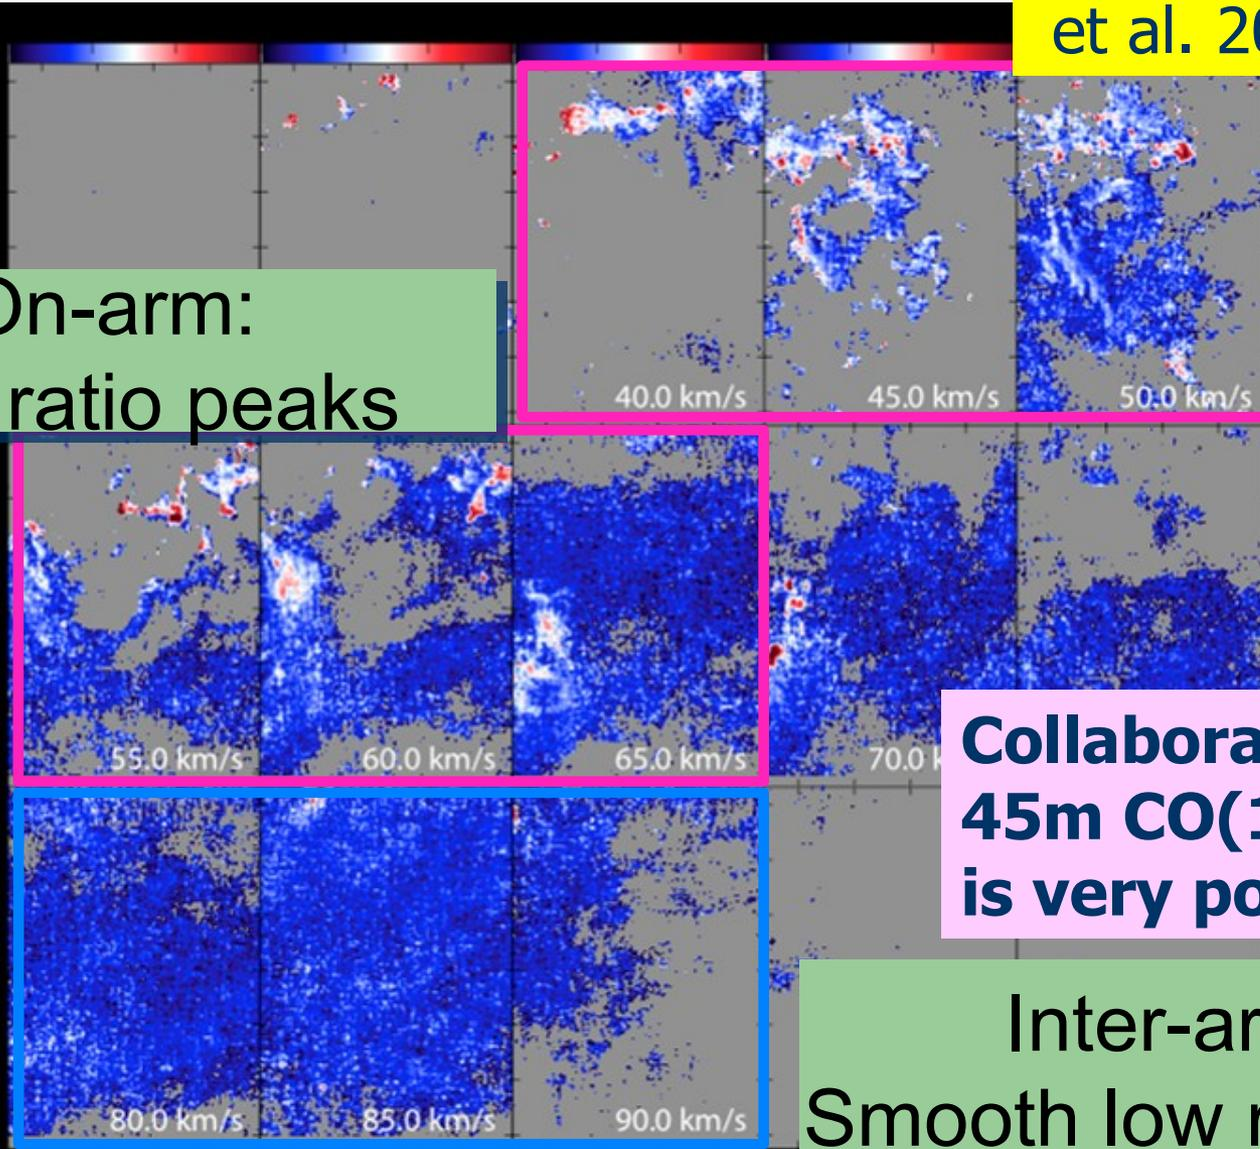 et al. 20
On-arm:
ratio peaks
40.0 km/s
45.0 km/s
50.0 km/s
55.0 km/s
60.0 km/s
65.0 km/s
70.0 k
Collabora
45m CO(1
is very po
80.0 km/s
85.0 km/s
90.0 km/s
Inter-ar
Smooth low